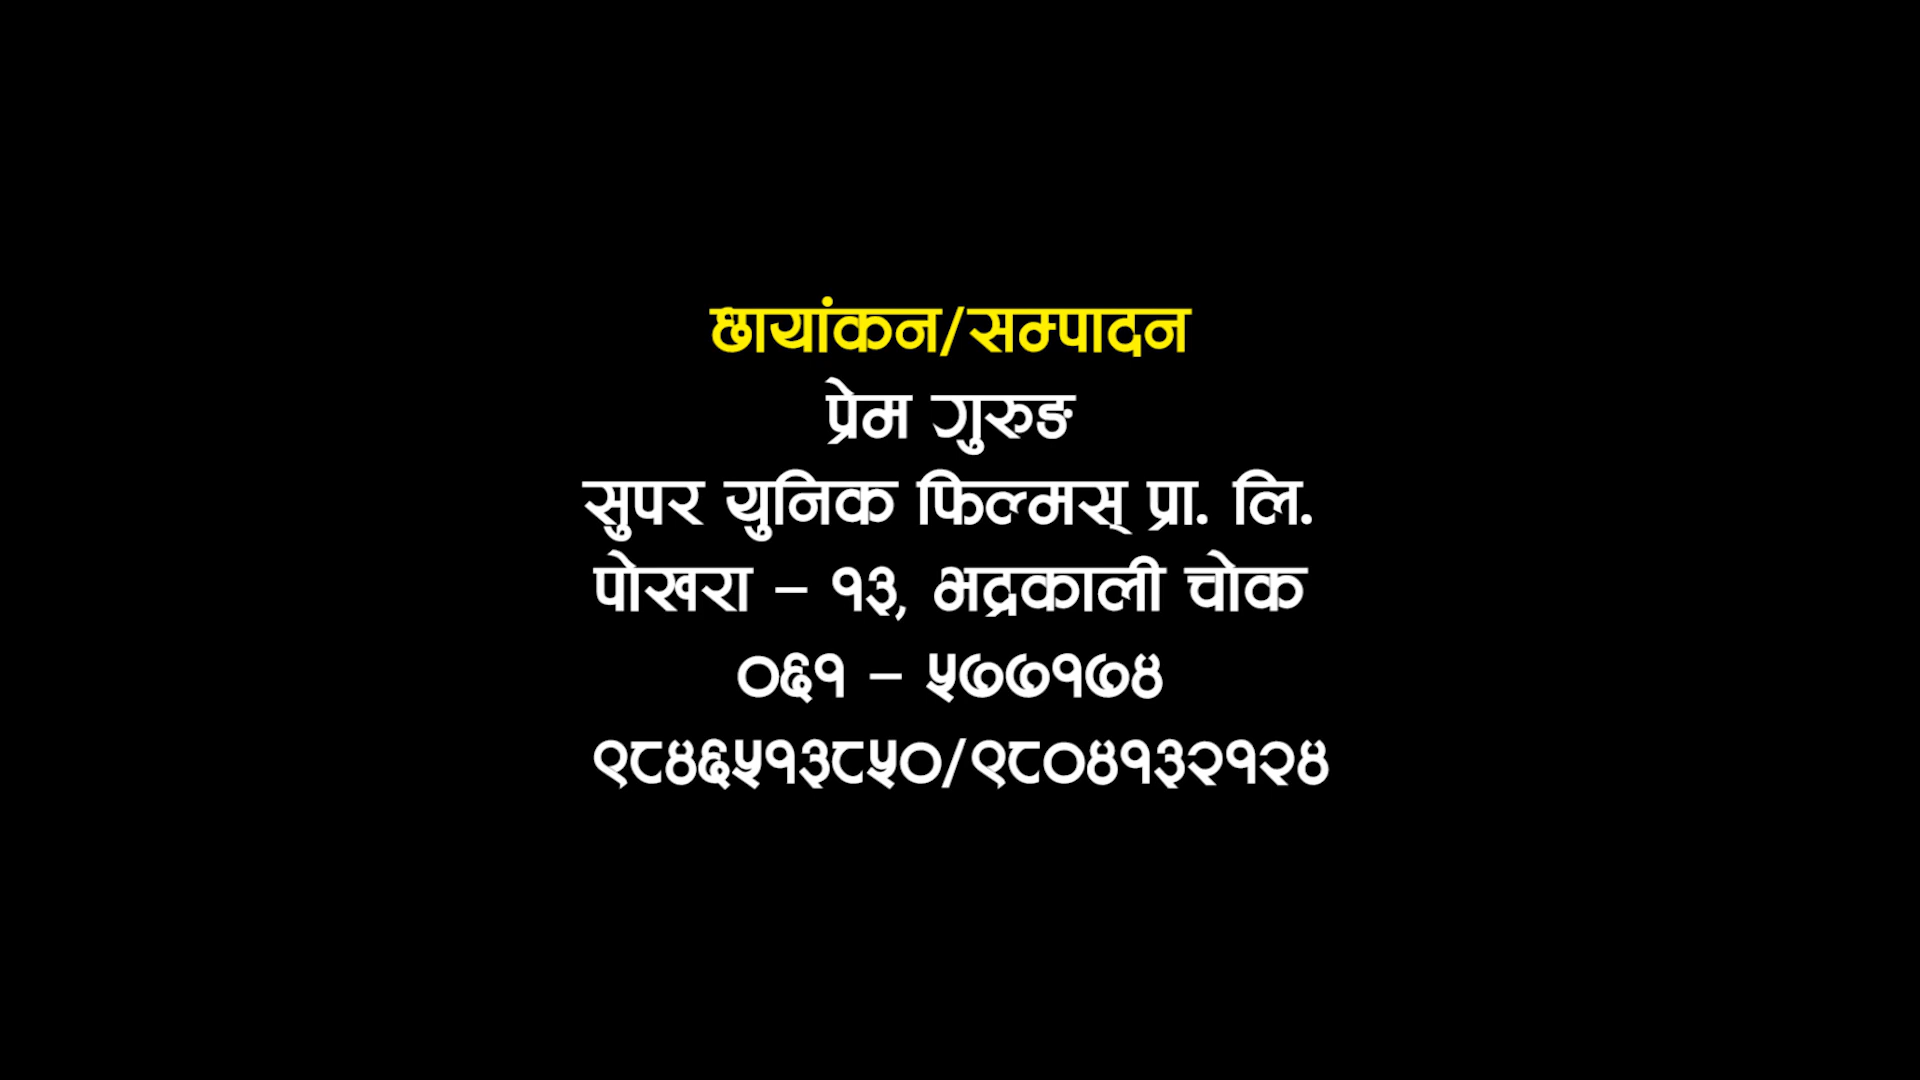 छायांकन/सम्पादन
प्रेम गुरुङ
सुपर युनिक फिल्मस् प्रा. लि.
पोखरा – १३, भद्रकाली चोक
०६१ – ५७७१७४
९८४६५१३८५०/९८०४१३२१२४